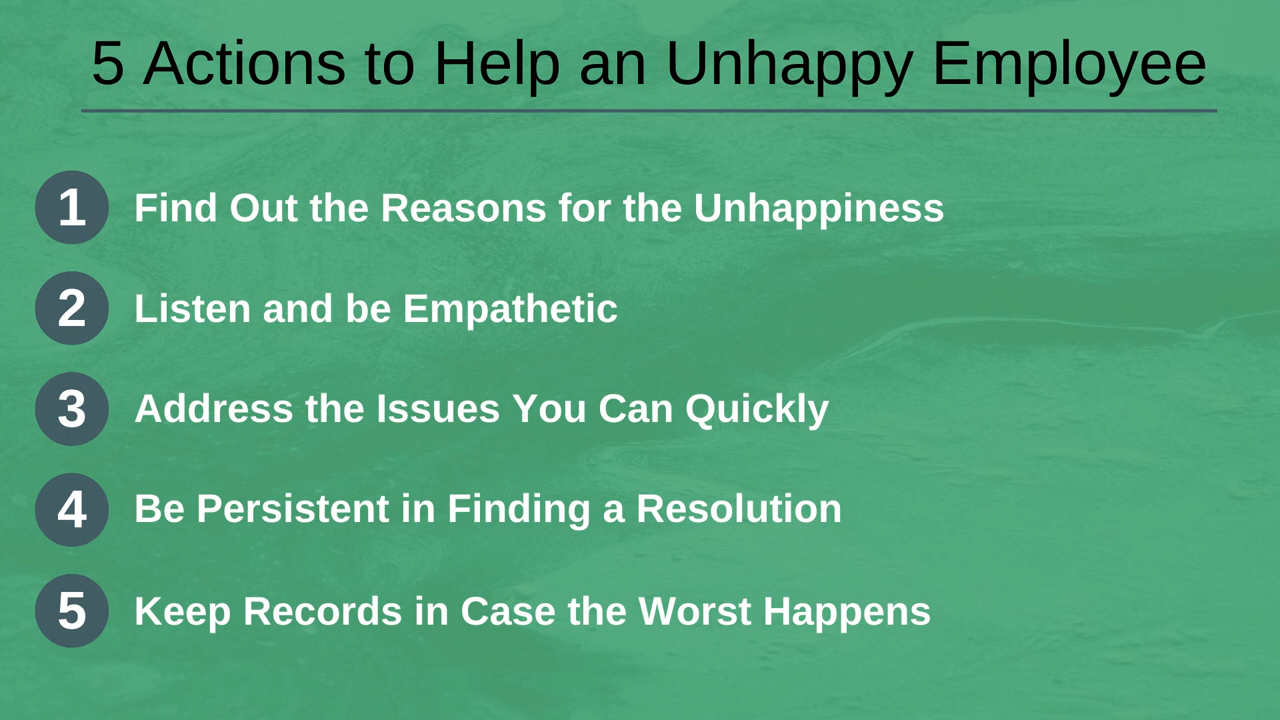 5 Actions to Help an Unhappy Employee
1 Find Out the Reasons for the Unhappiness
2 Listen and be Empathetic
3 Address the Issues You Can Quickly
4 Be Persistent in Finding a Resolution
5 Keep Records in Case the Worst Happens